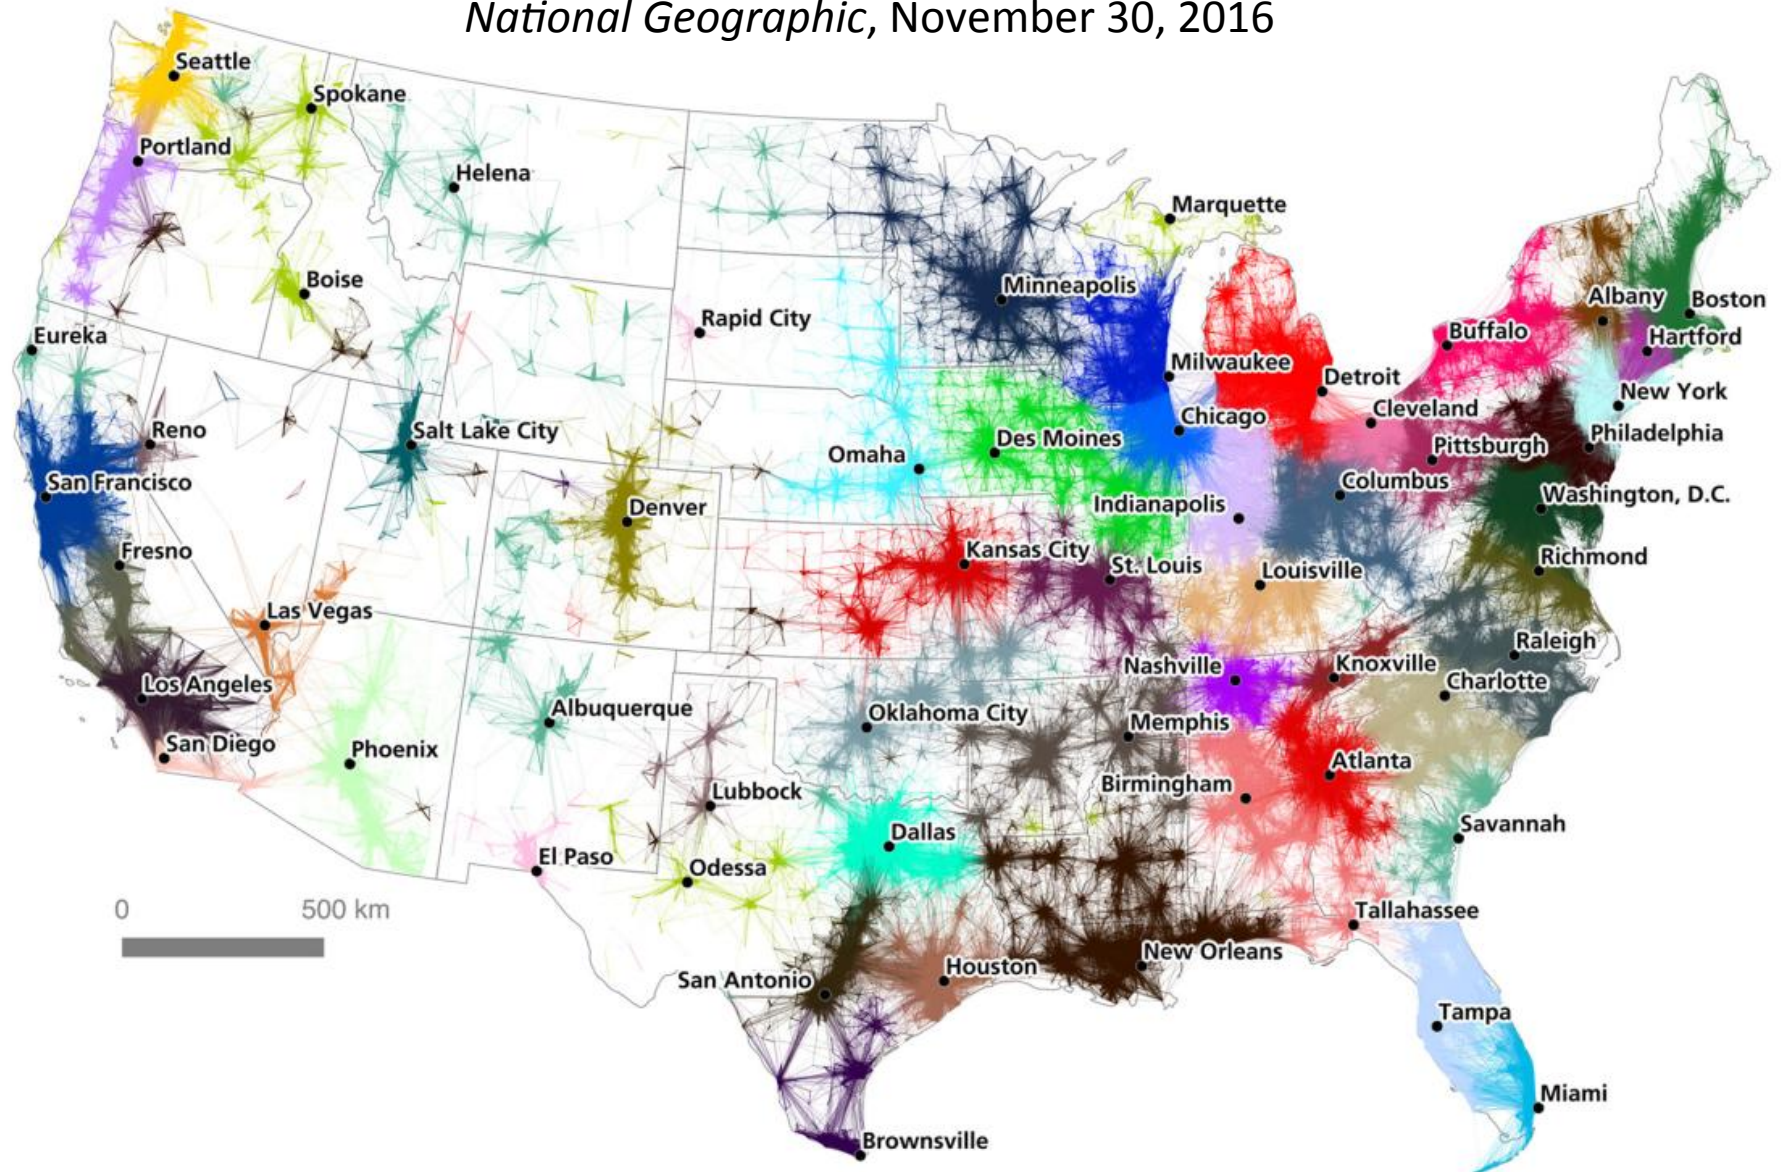 National Geographic, November 30, 2016
Seattle
Spokane
Portland
Helena
Marquette
Boise
Minneapolis
Albany
Boston
Rapid City
Buffalo
Hartford
Eureka
Milwaukee
Detroit
New York
Cleveland
Chicago
Reno
Salt Lake City
Des Moines
Philadelphia
Omaha
Pittsburgh
San Francisco
Columbus
Washington, D.C.
Denver
Indianapolis
Fresno
Kansas City
St. Louis
Louisville
Richmond
Las Vegas
Raleigh
Nashville
Knoxville
Los Angeles
Charlotte
Albuquerque
Oklahoma City
Memphis
San Diego
Phoenix
Atlanta
Lubbock
Birmingham
Dallas
Savannah
El Paso
Odessa
0
500 km
Tallahassee
New Orleans
San Antonio
Houston
Tampa
Miami
Brownsville